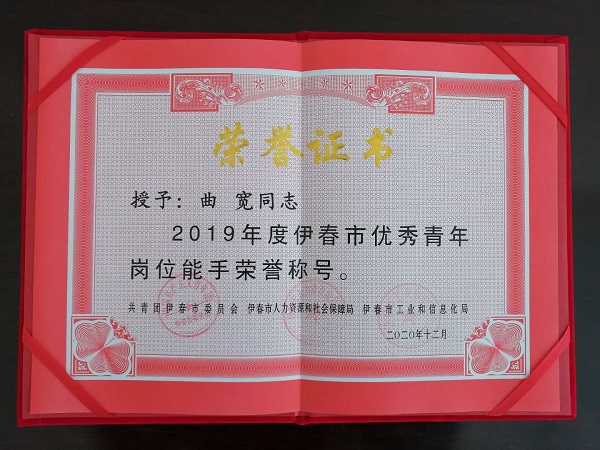 荣誉证书
授予：曲 宽同志
2019年度伊春市优秀青年
岗位能手荣誉称号。
共青团伊春市委员会 伊春市人力资源和社会保障局 伊春市工业和信息化局
二〇二〇年十二月